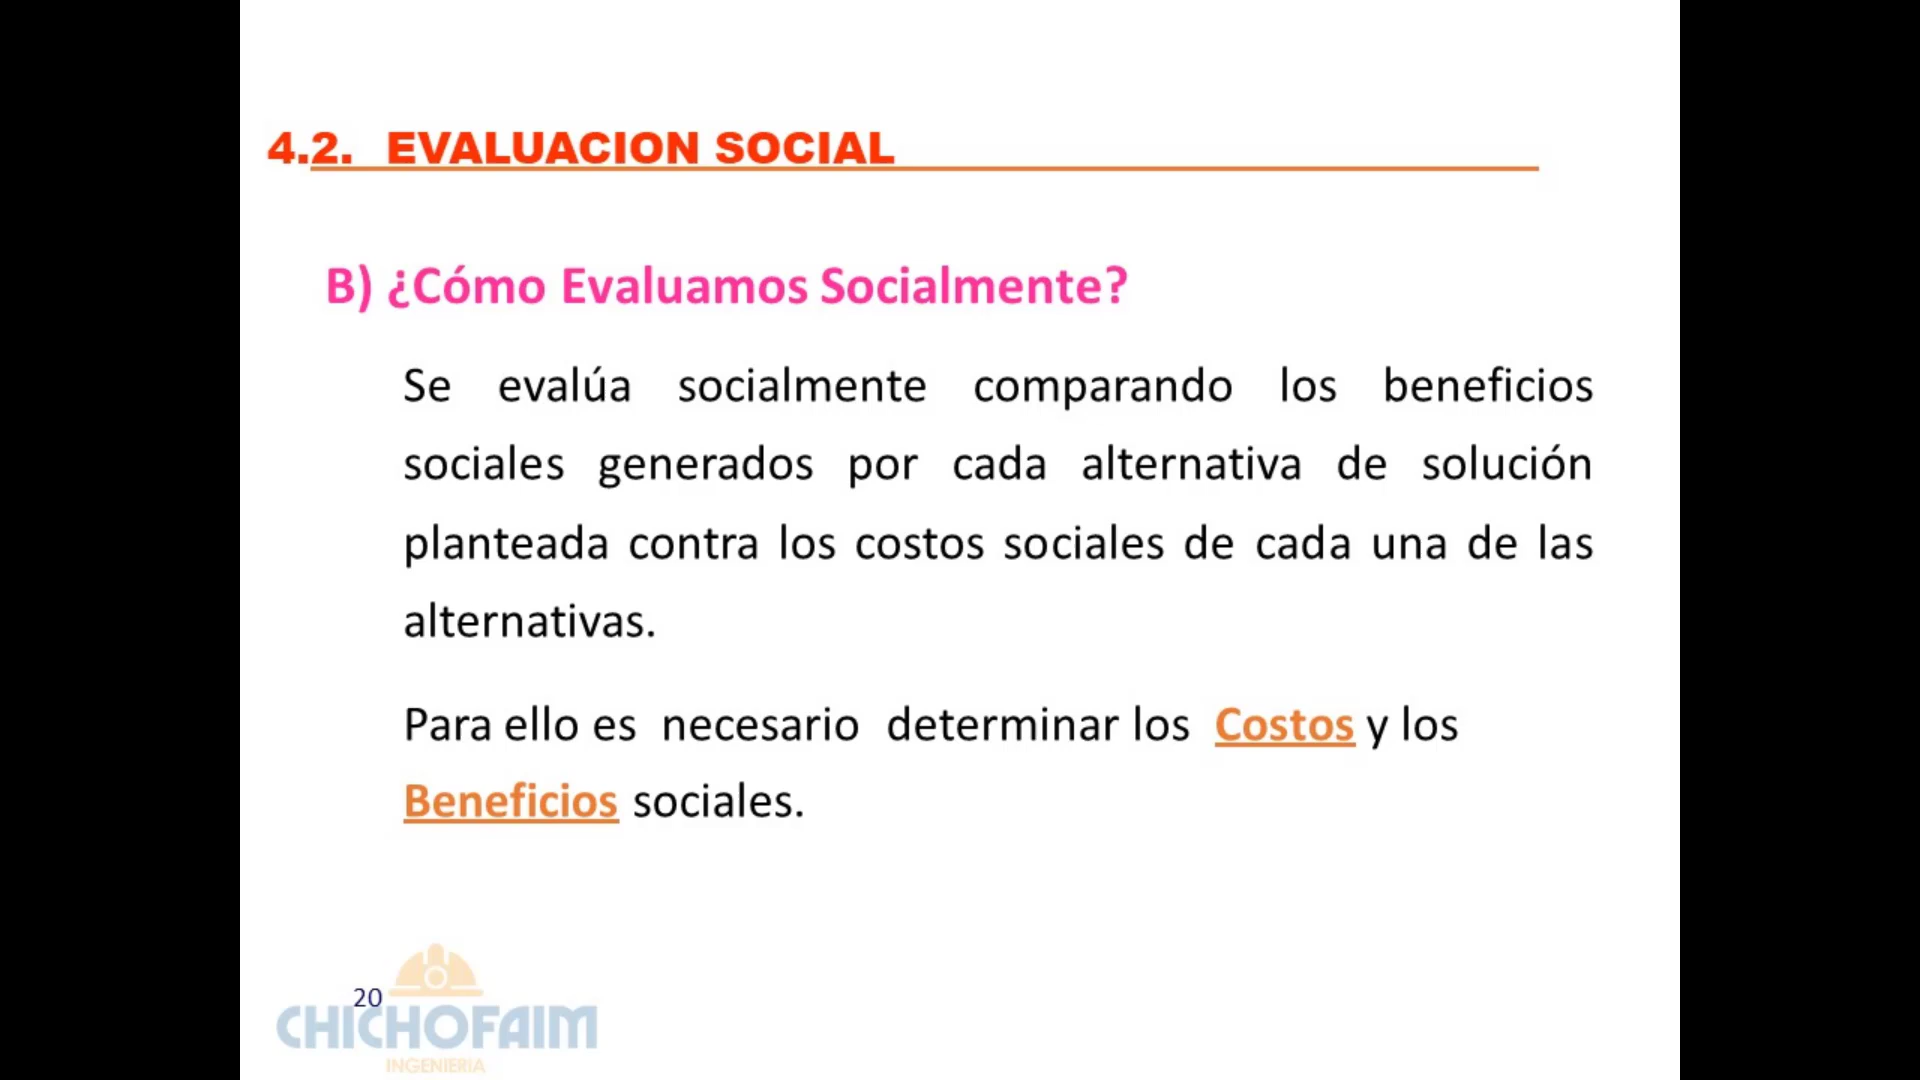 4.2. EVALUACION SOCIAL
B) ¿Cómo Evaluamos Socialmente?
Se evalúa socialmente comparando los beneficios
sociales generados por cada alternativa de solución
planteada contra los costos sociales de cada una de las
alternativas.
Para ello es necesario determinar los Costos y los
Beneficios sociales.
20
CHICHOFAIM
INGENIERIA